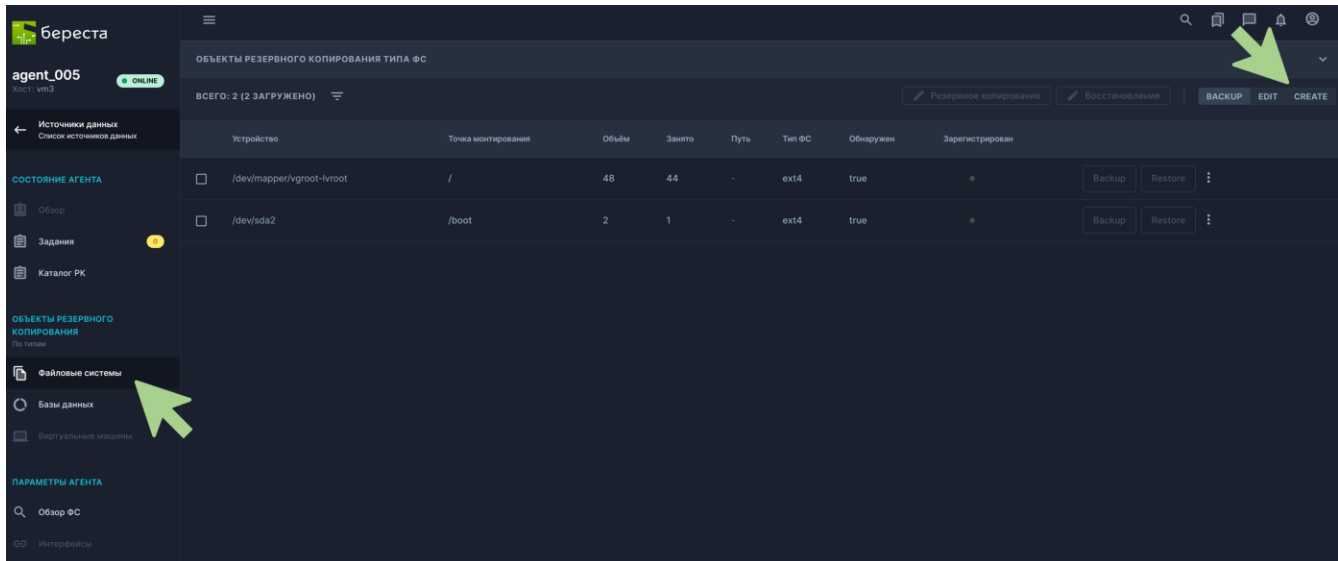 береста
agent_005
ONLINE
Хост: vm3
Источники данных
Список источников данных
СОСТОЯНИЕ АГЕНТА
Обзор
Задания 0
Каталог РК
ОБЪЕКТЫ РЕЗЕРВНОГО
КОПИРОВАНИЯ
По типам
Файловые системы
Базы данных
Виртуальные машины
ПАРАМЕТРЫ АГЕНТА
Обзор ФС
Интерфейсы
ОБЪЕКТЫ РЕЗЕРВНОГО КОПИРОВАНИЯ ТИПА ФС
ВСЕГО: 2 (2 ЗАГРУЖЕНО) Резервное копирование Восстановление BACKUP EDIT CREATE
Устройство Точка монтирования Объём Занято Путь Тип ФС Обнаружен Зарегистрирован
/dev/mapper/vgroot-lvroot / 48 44 - ext4 true Backup Restore
/dev/sda2 /boot 2 1 - ext4 true Backup Restore